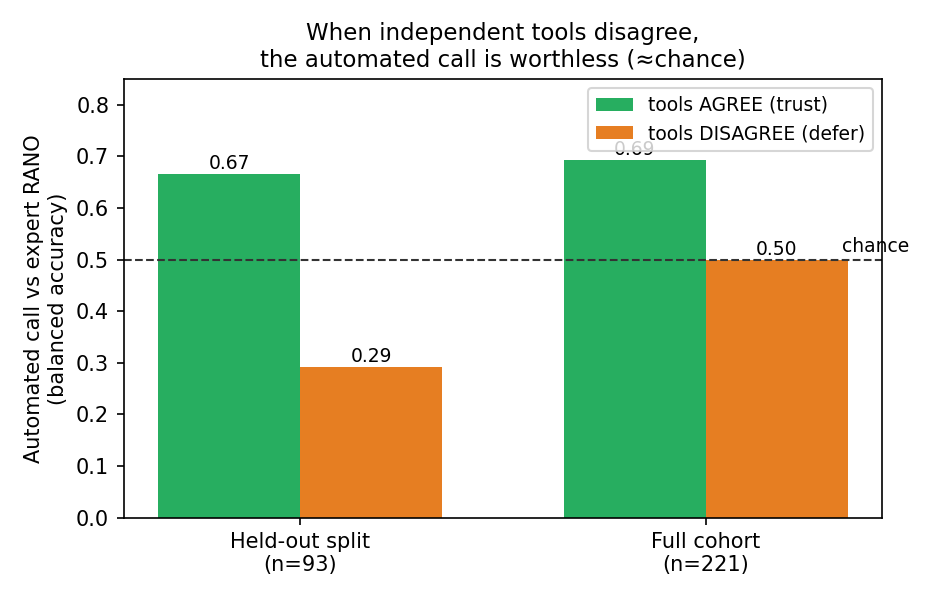 When independent tools disagree,
the automated call is worthless (≈chance)
Automated call vs expert RANO
(balanced accuracy)
0.8
0.7
0.6
0.5
0.4
0.3
0.2
0.1
0.0
tools AGREE (trust)
tools DISAGREE (defer)
0.67
0.29
0.69
0.50
chance
Held-out split
(n=93)
Full cohort
(n=221)